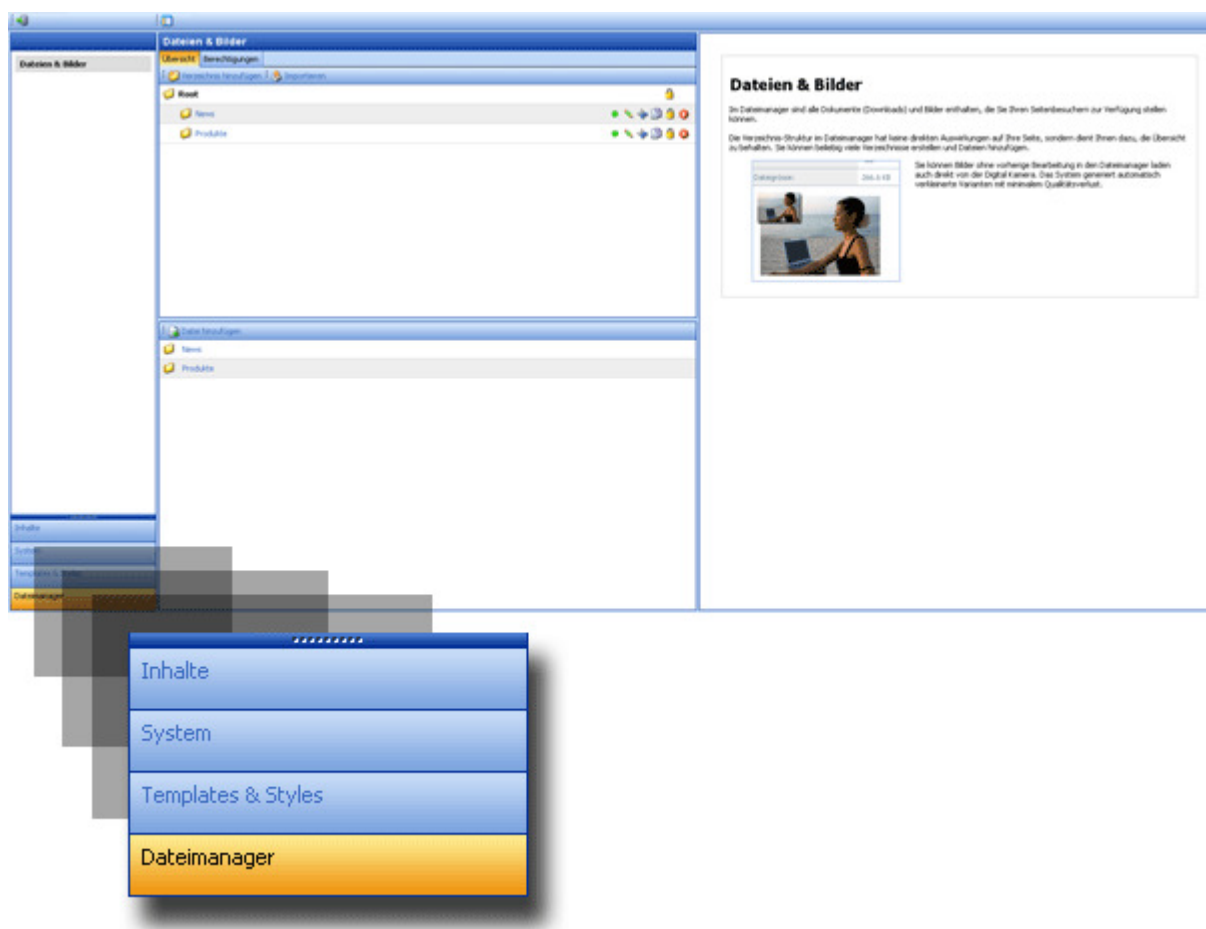 Dateien & Bilder
Dateien & Bilder
Übersicht Berechtigungen
Verzeichnis hinzufügen Importieren
Root
News
Produkte
Datei hinzufügen
News
Produkte
Dateien & Bilder
Im Dateimanager sind alle Dokumente (Downloads) und Bilder enthalten, die Sie Ihren Seitenbesuchern zur Verfügung stellen
können.
Die Verzeichnis-Struktur im Dateimanager hat keine direkten Auswirkungen auf Ihre Seite, sondern dient Ihnen dazu, die Übersicht
zu behalten. Sie können beliebig viele Verzeichnisse erstellen und Dateien hinzufügen.
Dateigrösse: 266.6 KB
Sie können Bilder ohne vorherige Bearbeitung in den Dateimanager laden
auch direkt von der Digital Kamera. Das System generiert automatisch
verkleinerte Varianten mit minimalem Qualitätsverlust.
Inhalte
System
Templates & Styles
Dateimanager
Inhalte
System
Templates & Styles
Dateimanager